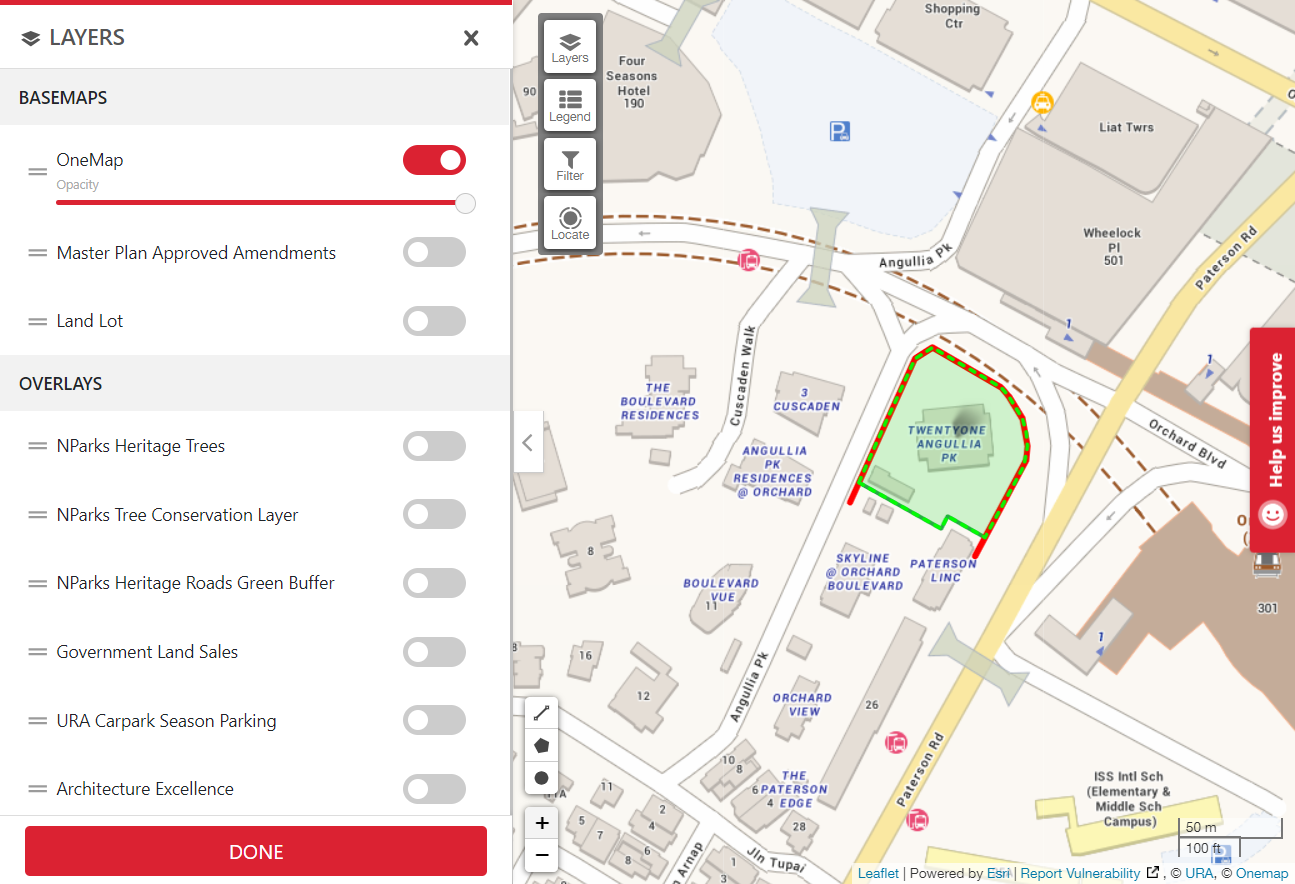 LAYERS
BASEMAPS
OneMap
Opacity
Master Plan Approved Amendments
Land Lot
OVERLAYS
NParks Heritage Trees
NParks Tree Conservation Layer
NParks Heritage Roads Green Buffer
Government Land Sales
URA Carpark Season Parking
Architecture Excellence
DONE
Layers
Legend
Filter
Locate
Shopping
Ctr
Four
Seasons
Hotel
190
90
P
Liat Twrs
Wheelock
Pl
501
Paterson Rd
Angullia Pk
1
1
Cuscaden Walk
THE
BOULEVARD
RESIDENCES
3
CUSCADEN
TWENTYONE
ANGULLIA
PK
Orchard Blvd
Help us improve
ANGULLIA
PK
RESIDENCES
@ ORCHARD
8
SKYLINE
@ ORCHARD
BOULEVARD
PATERSON
LINC
BOULEVARD
VUE
11
301
1
16
12
Angullia Pk
ORCHARD
VIEW
26
Paterson Rd
10
8
6
4
THE
PATERSON
EDGE
11
2
4
5
7
8
6
28
3
1
Jln Tupai
Arnap
ISS Intl Sch
(Elementary &
Middle Sch
Campus)
+
−
50 m
100 ft
Leaflet | Powered by Esri | Report Vulnerability , © URA, © Onemap